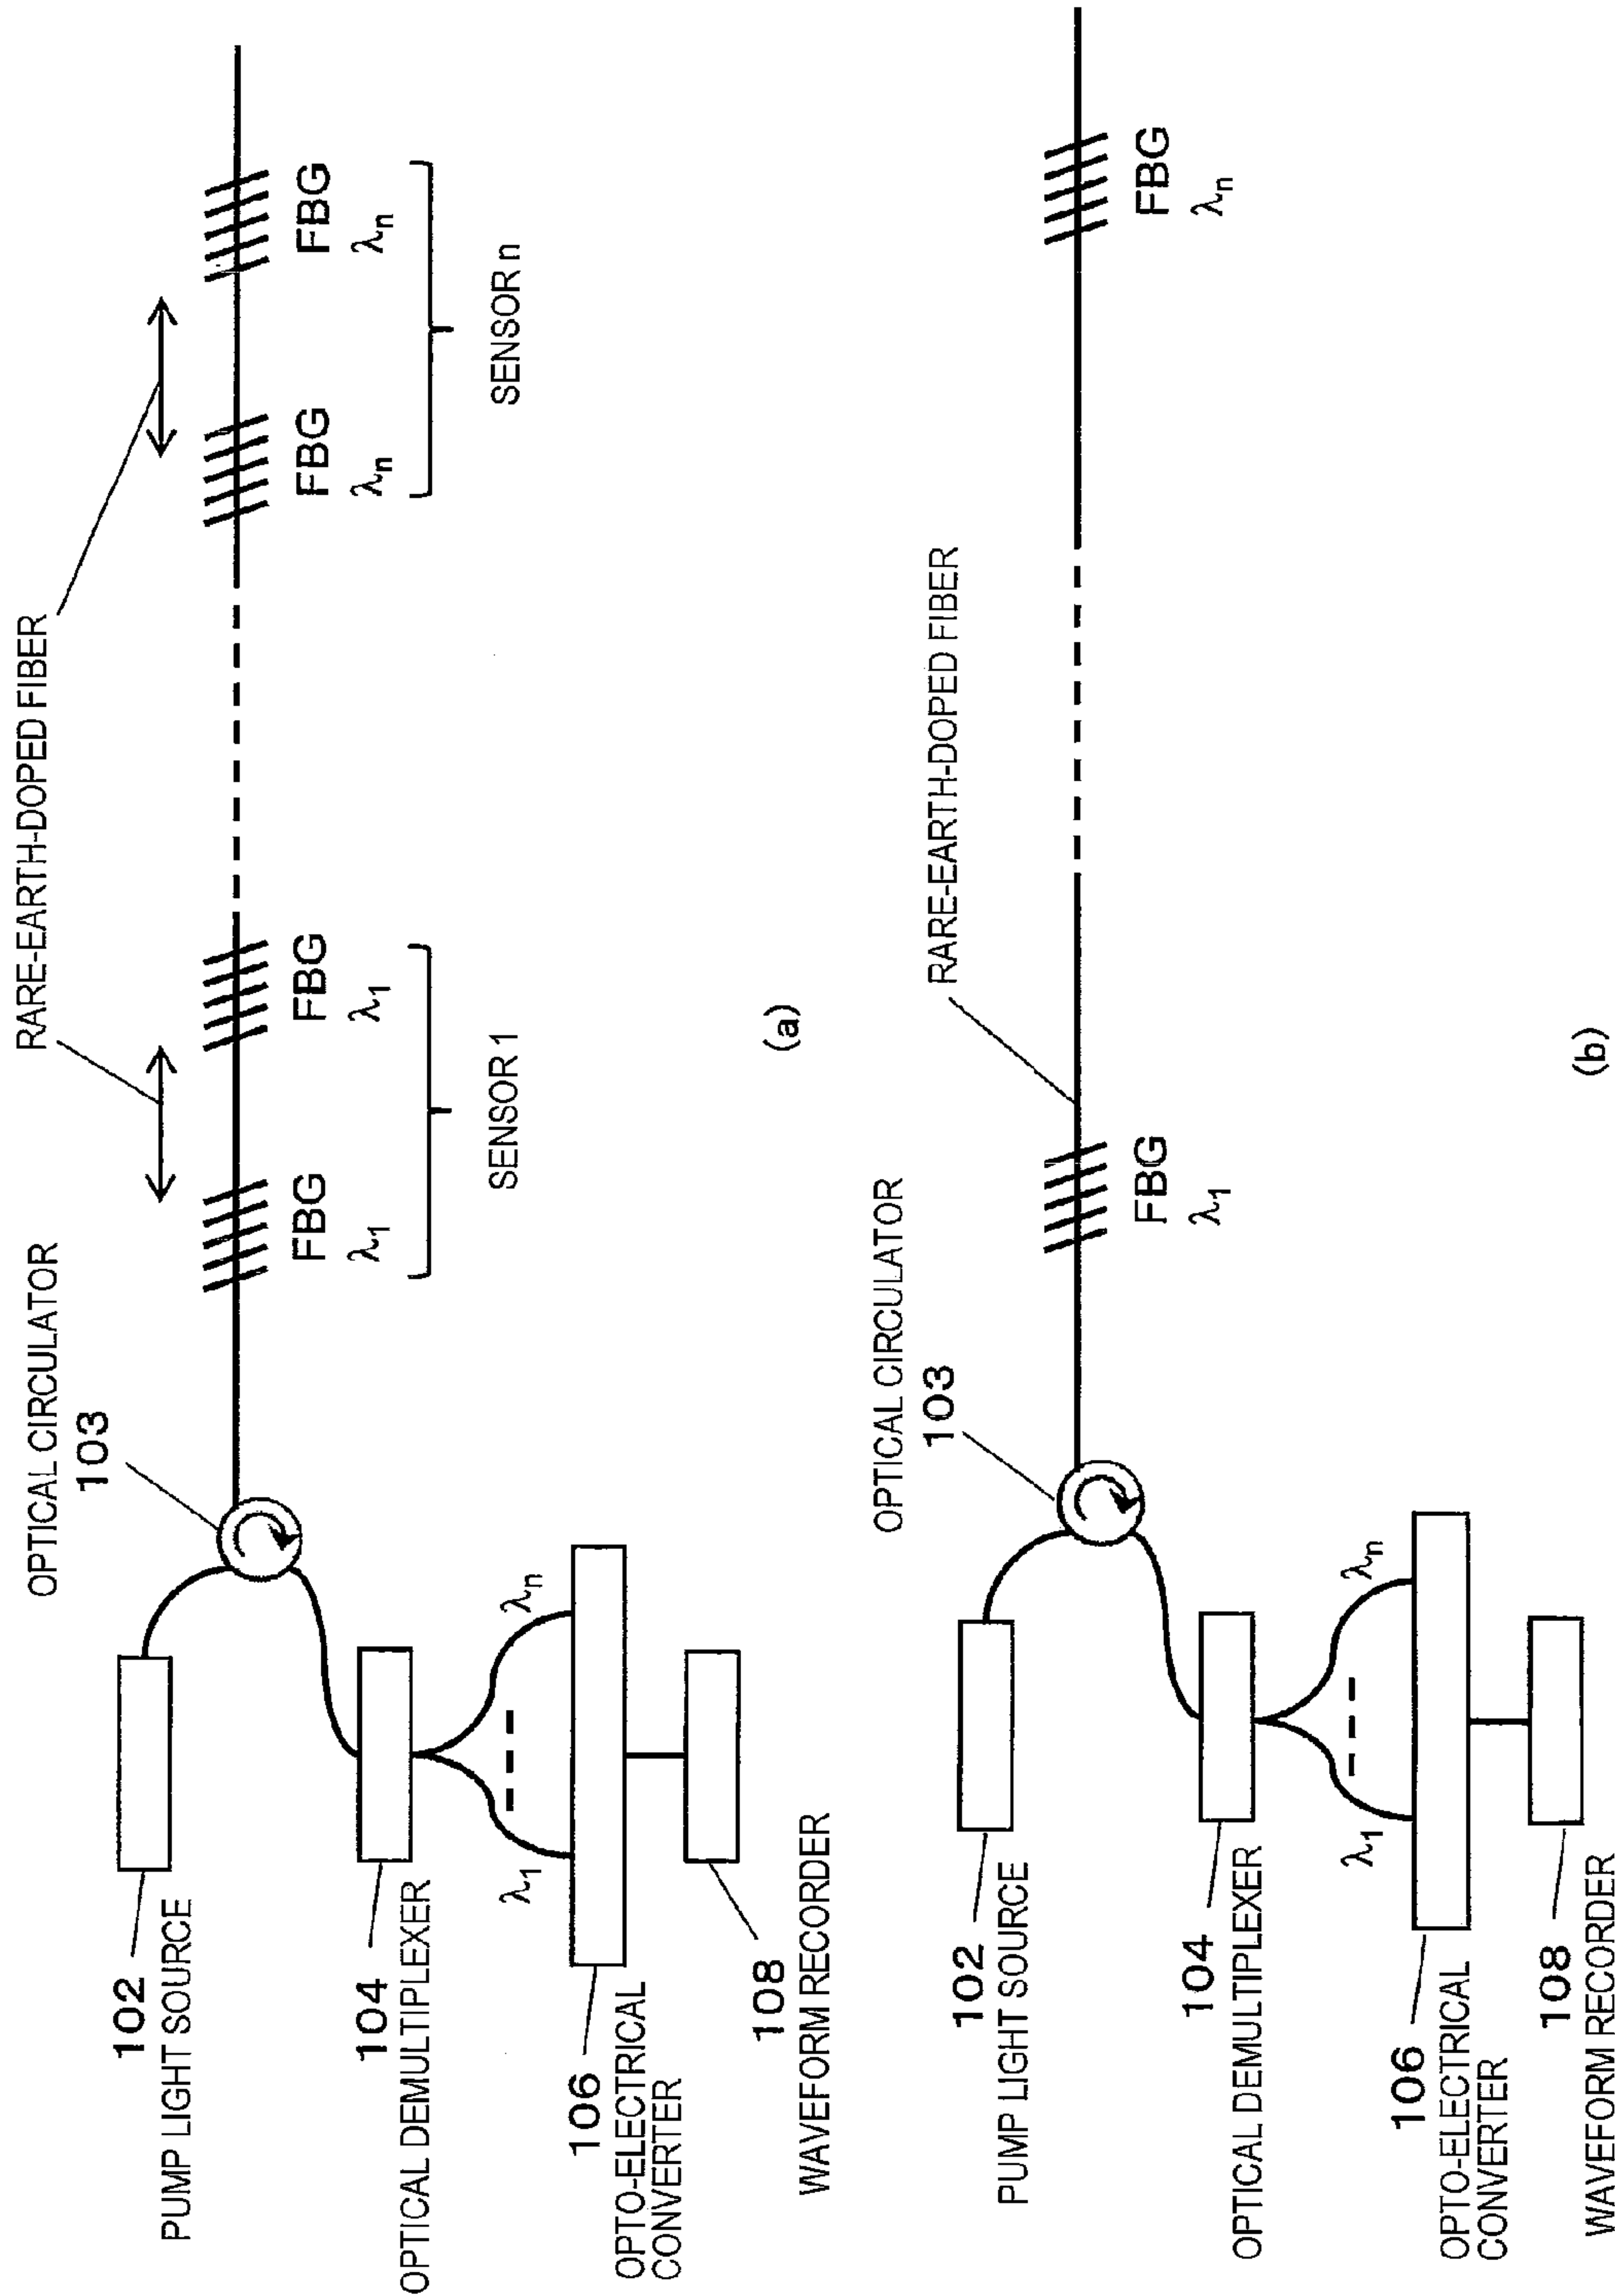 RARE-EARTH-DOPED FIBER
OPTICAL CIRCULATOR
103
FBG
λ1
FBG
λ1
FBG
λn
FBG
λn
SENSOR 1
SENSOR n
102
PUMP LIGHT SOURCE
104
OPTICAL DEMULTIPLEXER
λ1
λn
106
OPTO-ELECTRICAL
CONVERTER
108
WAVEFORM RECORDER
(a)
RARE-EARTH-DOPED FIBER
OPTICAL CIRCULATOR
103
FBG
λ1
FBG
λn
102
PUMP LIGHT SOURCE
104
OPTICAL DEMULTIPLEXER
λ1
λn
106
OPTO-ELECTRICAL
CONVERTER
108
WAVEFORM RECORDER
(b)